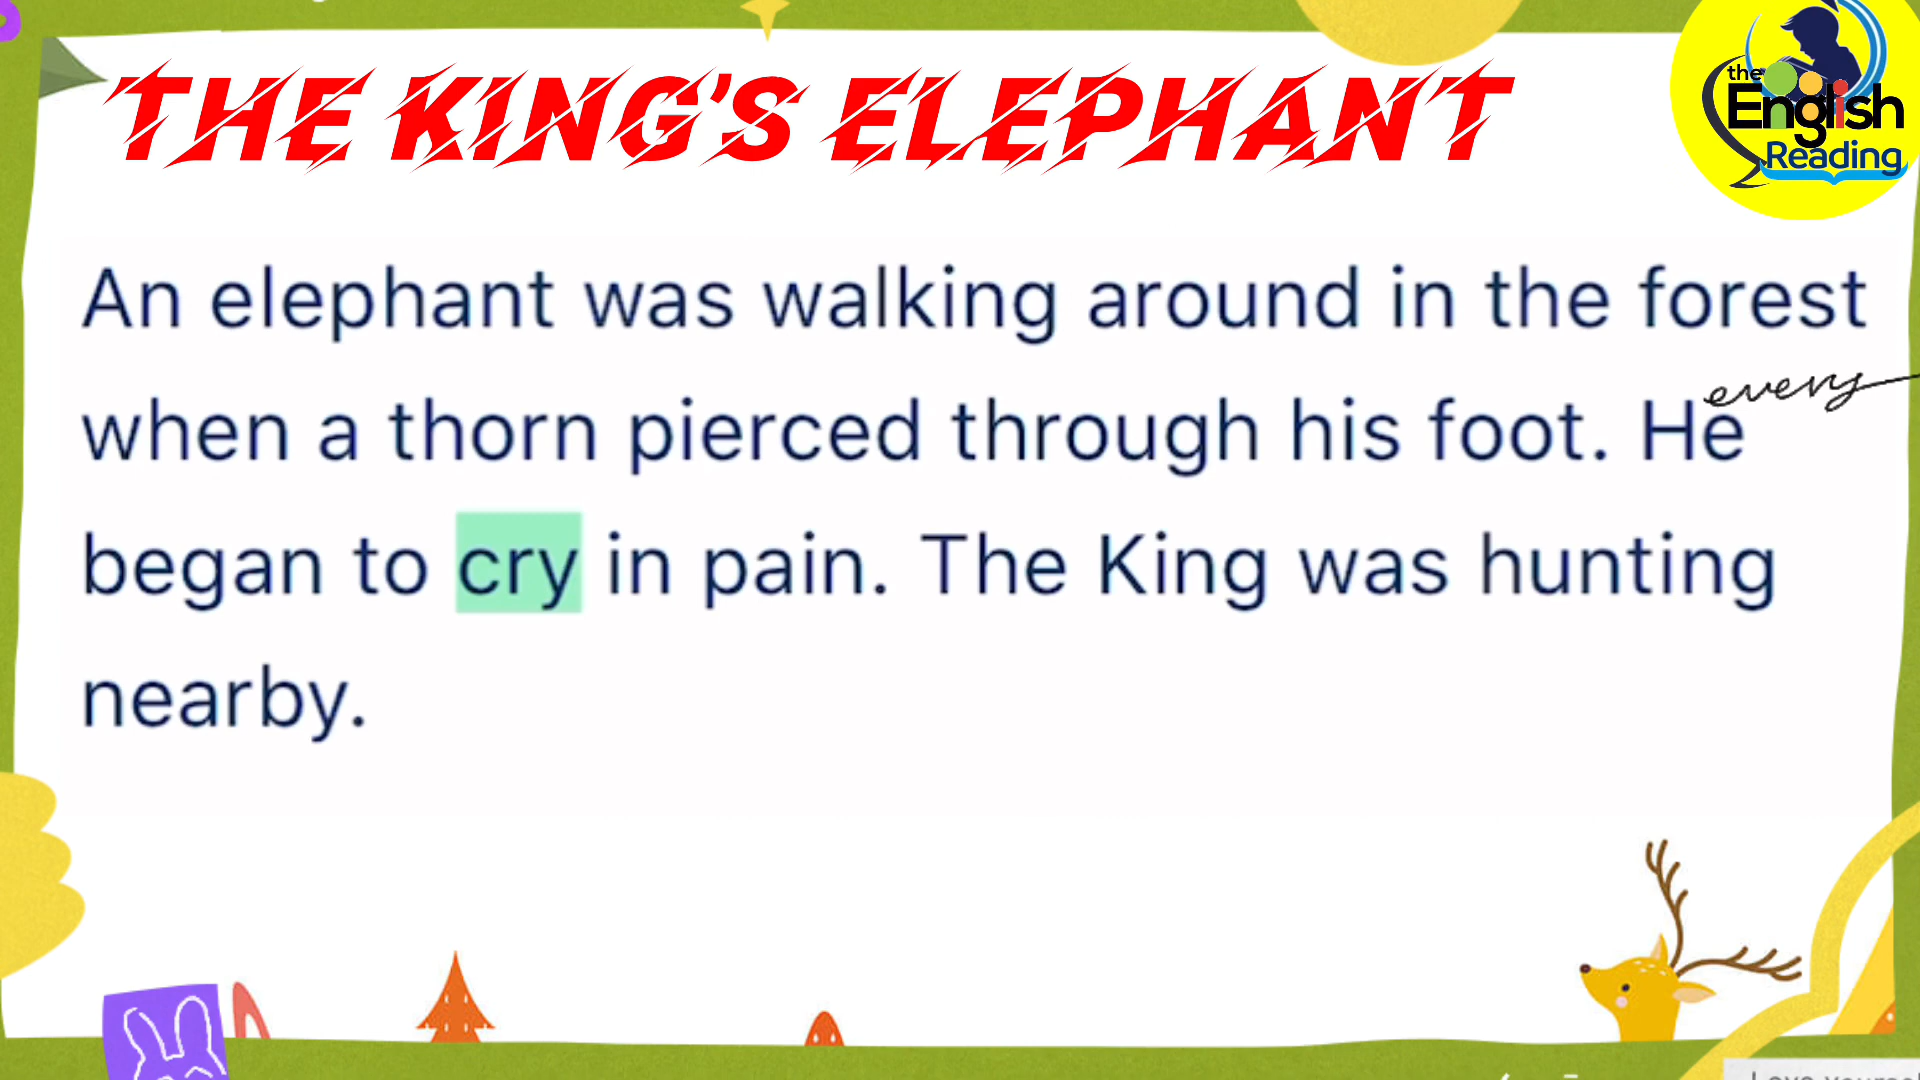 THE KING'S ELEPHANT
the
English
Reading
An elephant was walking around in the forest
every
when a thorn pierced through his foot. He
began to cry in pain. The King was hunting
nearby.